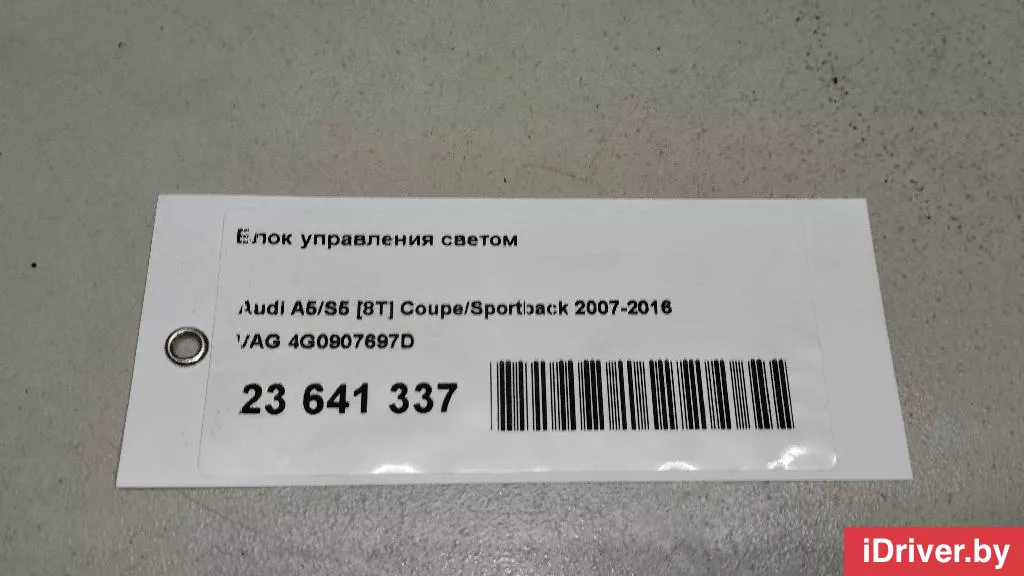 Блок управления светом
Audi A5/S5 [8T] Coupe/Sportback 2007-2016
VAG 4G0907697D
23 641 337
iDriver.by